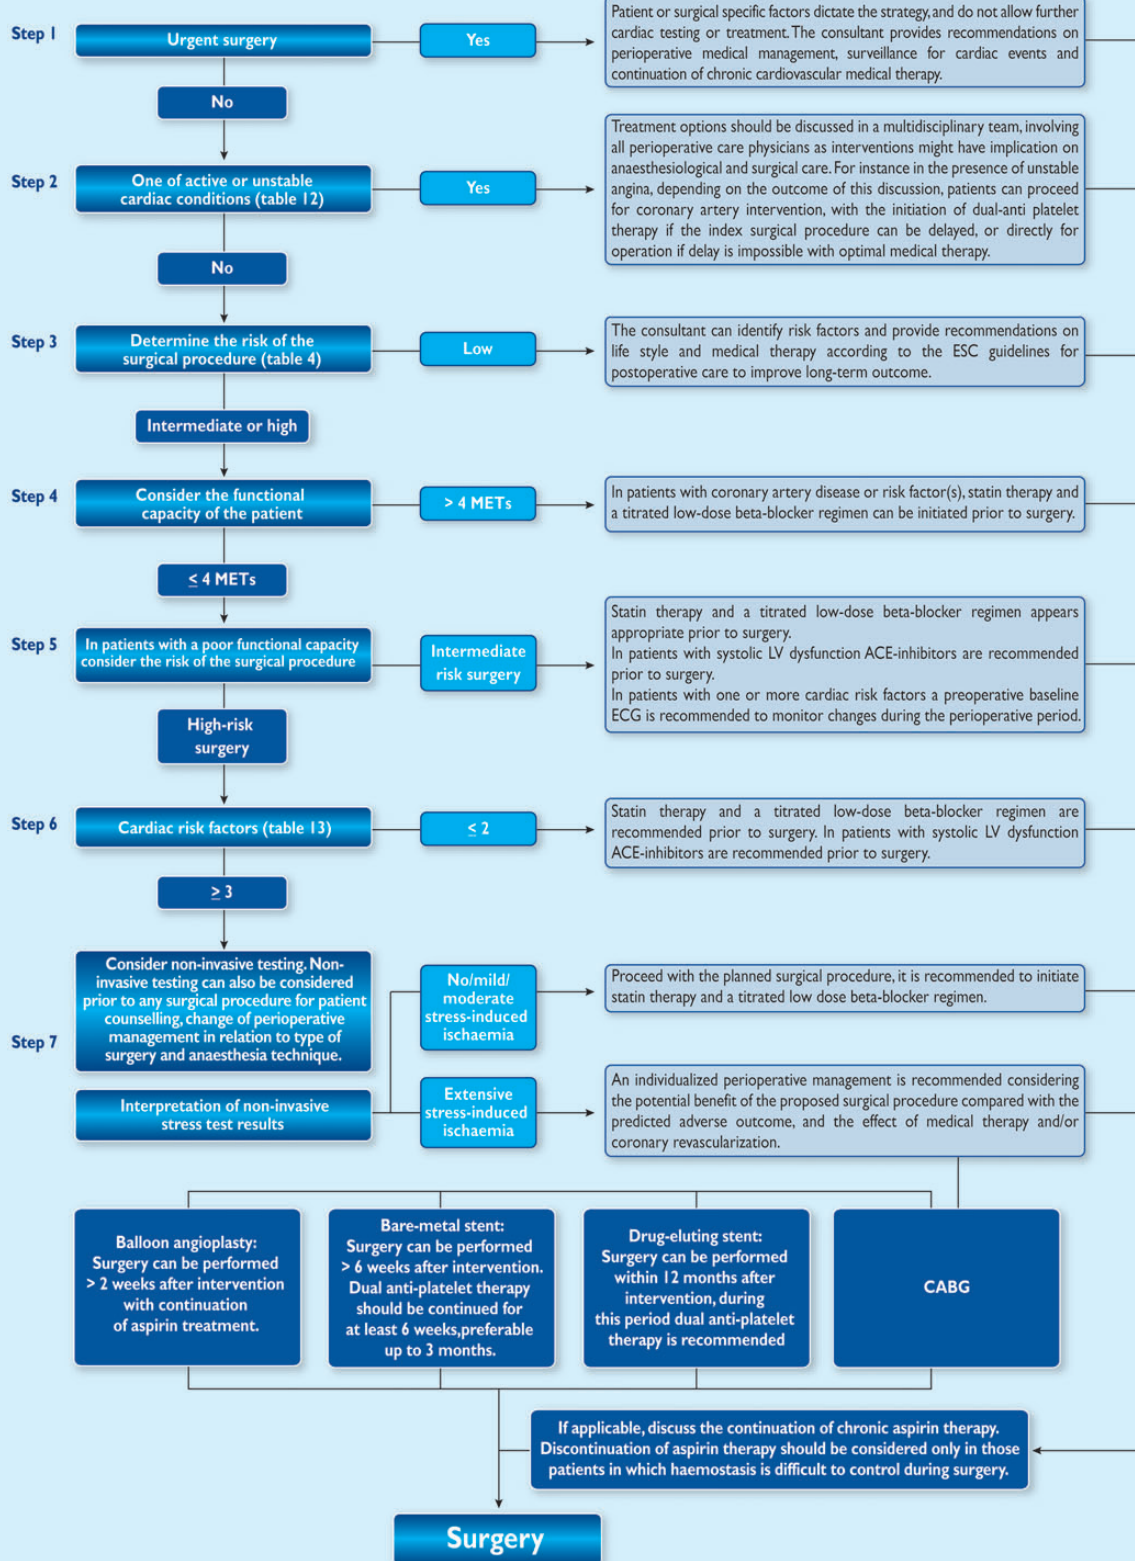 Step 1
Urgent surgery
Yes
Patient or surgical specific factors dictate the strategy, and do not allow further
cardiac testing or treatment. The consultant provides recommendations on
perioperative medical management, surveillance for cardiac events and
continuation of chronic cardiovascular medical therapy.
No
Step 2
One of active or unstable
cardiac conditions (table 12)
Yes
Treatment options should be discussed in a multidisciplinary team, involving
all perioperative care physicians as interventions might have implication on
anaesthesiological and surgical care. For instance in the presence of unstable
angina, depending on the outcome of this discussion, patients can proceed
for coronary artery intervention, with the initiation of dual-anti platelet
therapy if the index surgical procedure can be delayed, or directly for
operation if delay is impossible with optimal medical therapy.
No
Step 3
Determine the risk of the
surgical procedure (table 4)
Low
The consultant can identify risk factors and provide recommendations on
life style and medical therapy according to the ESC guidelines for
postoperative care to improve long-term outcome.
Intermediate or high
Step 4
Consider the functional
capacity of the patient
> 4 METs
In patients with coronary artery disease or risk factor(s), statin therapy and
a titrated low-dose beta-blocker regimen can be initiated prior to surgery.
≤ 4 METs
Step 5
In patients with a poor functional capacity
consider the risk of the surgical procedure
Intermediate
risk surgery
Statin therapy and a titrated low-dose beta-blocker regimen appears
appropriate prior to surgery.
In patients with systolic LV dysfunction ACE-inhibitors are recommended
prior to surgery.
In patients with one or more cardiac risk factors a preoperative baseline
ECG is recommended to monitor changes during the perioperative period.
High-risk
surgery
Step 6
Cardiac risk factors (table 13)
≤ 2
Statin therapy and a titrated low-dose beta-blocker regimen are
recommended prior to surgery. In patients with systolic LV dysfunction
ACE-inhibitors are recommended prior to surgery.
≥ 3
Step 7
Consider non-invasive testing. Non-
invasive testing can also be considered
prior to any surgical procedure for patient
counselling, change of perioperative
management in relation to type of
surgery and anaesthesia technique.
No/mild/
moderate
stress-induced
ischaemia
Proceed with the planned surgical procedure, it is recommended to initiate
statin therapy and a titrated low dose beta-blocker regimen.
Interpretation of non-invasive
stress test results
Extensive
stress-induced
ischaemia
An individualized perioperative management is recommended considering
the potential benefit of the proposed surgical procedure compared with the
predicted adverse outcome, and the effect of medical therapy and/or
coronary revascularization.
Balloon angioplasty:
Surgery can be performed
> 2 weeks after intervention
with continuation
of aspirin treatment.
Bare-metal stent:
Surgery can be performed
> 6 weeks after intervention.
Dual anti-platelet therapy
should be continued for
at least 6 weeks,preferable
up to 3 months.
Drug-eluting stent:
Surgery can be performed
within 12 months after
intervention, during
this period dual anti-platelet
therapy is recommended
CABG
If applicable, discuss the continuation of chronic aspirin therapy.
Discontinuation of aspirin therapy should be considered only in those
patients in which haemostasis is difficult to control during surgery.
Surgery